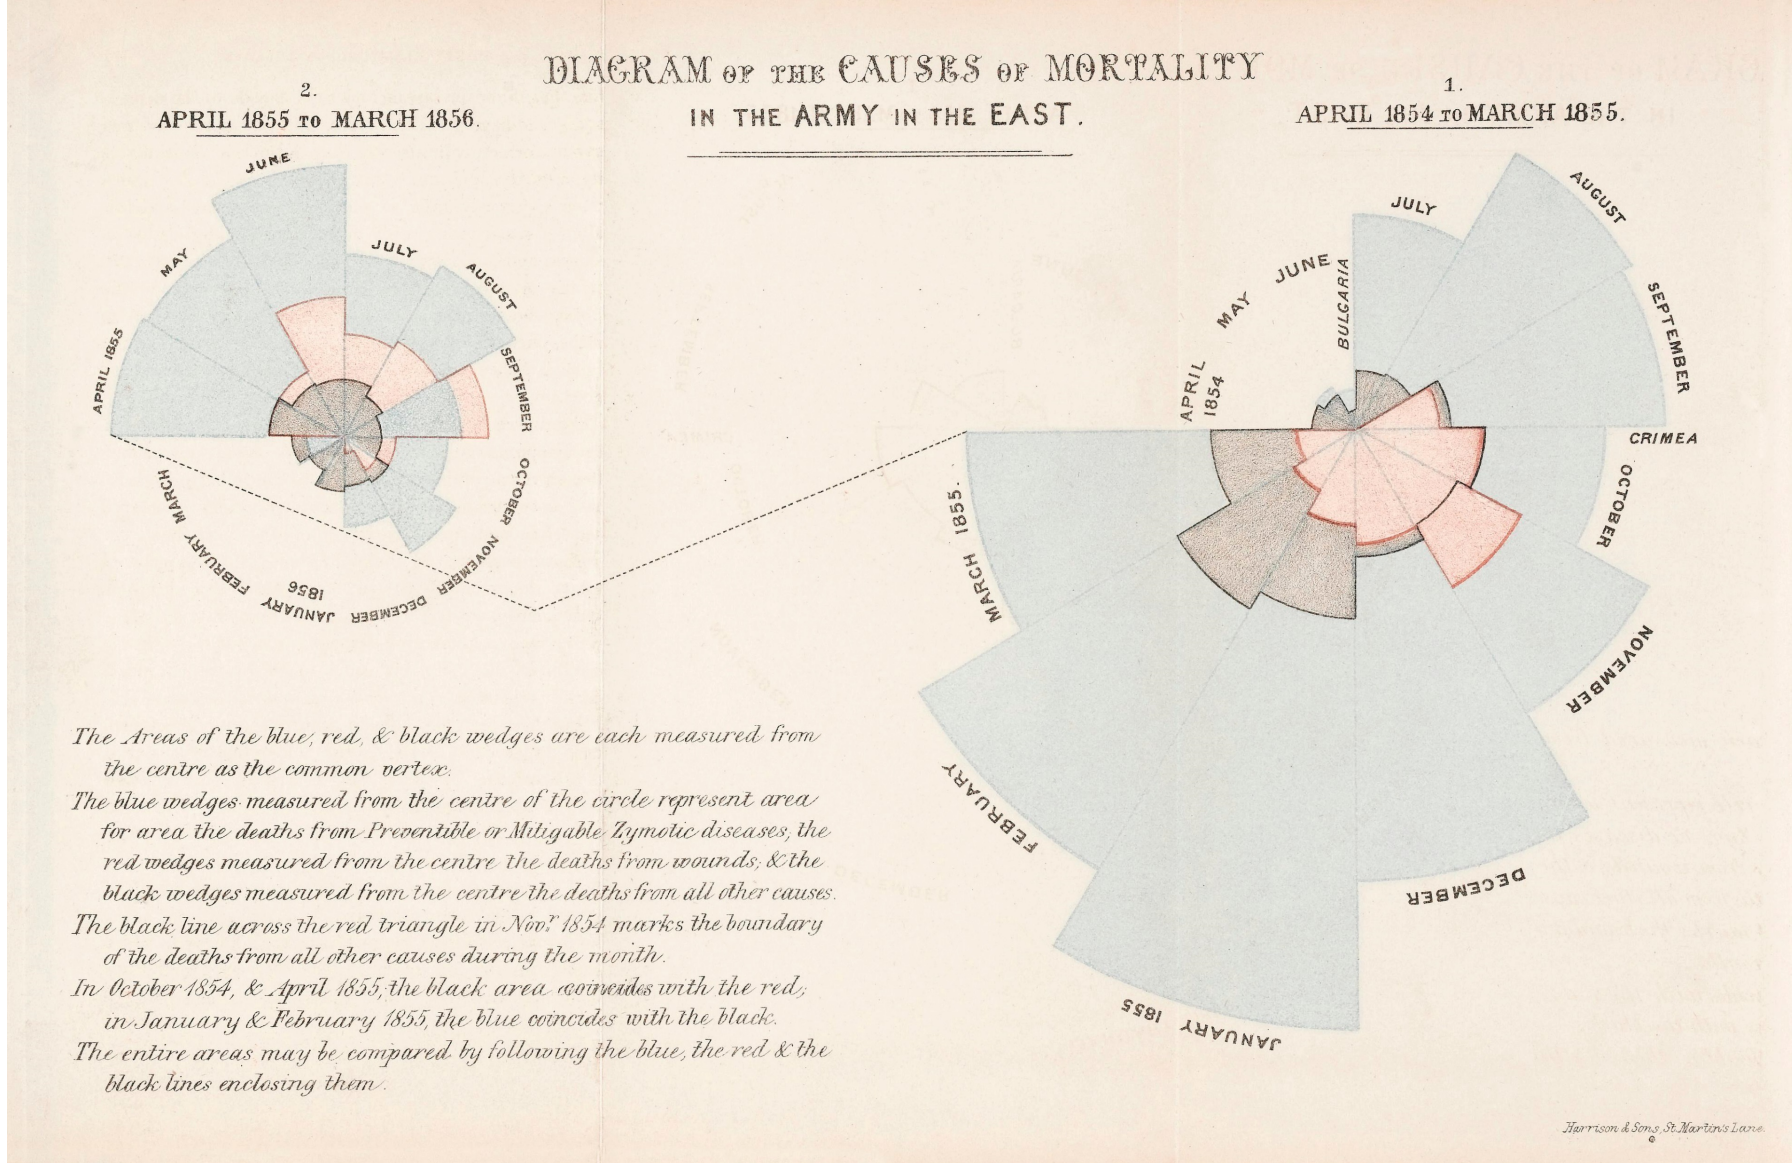 DIAGRAM OF THE CAUSES OF MORTALITY
IN THE ARMY IN THE EAST.
2.
APRIL 1855 TO MARCH 1856.
1.
APRIL 1854 TO MARCH 1855.
APRIL 1855
MAY
JUNE
JULY
AUGUST
SEPTEMBER
OCTOBER
NOVEMBER
DECEMBER
JANUARY
1856
FEBRUARY
MARCH
APRIL
1854
MAY
JUNE
BULGARIA
JULY
AUGUST
SEPTEMBER
CRIMEA
OCTOBER
NOVEMBER
DECEMBER
JANUARY 1855
FEBRUARY
MARCH 1855.
The Areas of the blue, red, & black wedges are each measured from
the centre as the common vertex.
The blue wedges measured from the centre of the circle represent area
for area the deaths from Preventible or Mitigable Zymotic diseases; the
red wedges measured from the centre the deaths from wounds; & the
black wedges measured from the centre the deaths from all other causes.
The black line across the red triangle in Novr. 1854 marks the boundary
of the deaths from all other causes during the month.
In October 1854, & April 1855, the black area coincides with the red;
in January & February 1855, the blue coincides with the black.
The entire areas may be compared by following the blue, the red & the
black lines enclosing them.
Harrison & Sons, St. Martin's Lane.